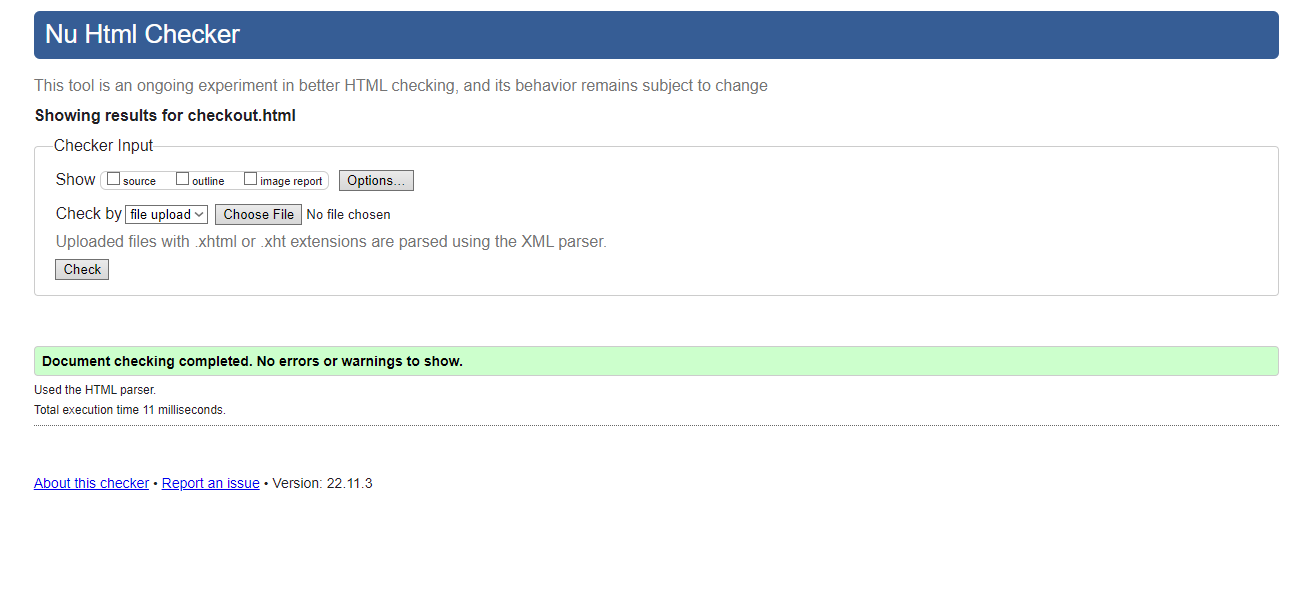 Nu Html Checker
This tool is an ongoing experiment in better HTML checking, and its behavior remains subject to change
Showing results for checkout.html
Checker Input
Show source outline image report Options...
Check by file upload Choose File No file chosen
Uploaded files with .xhtml or .xht extensions are parsed using the XML parser.
Check
Document checking completed. No errors or warnings to show.
Used the HTML parser.
Total execution time 11 milliseconds.
About this checker • Report an issue • Version: 22.11.3